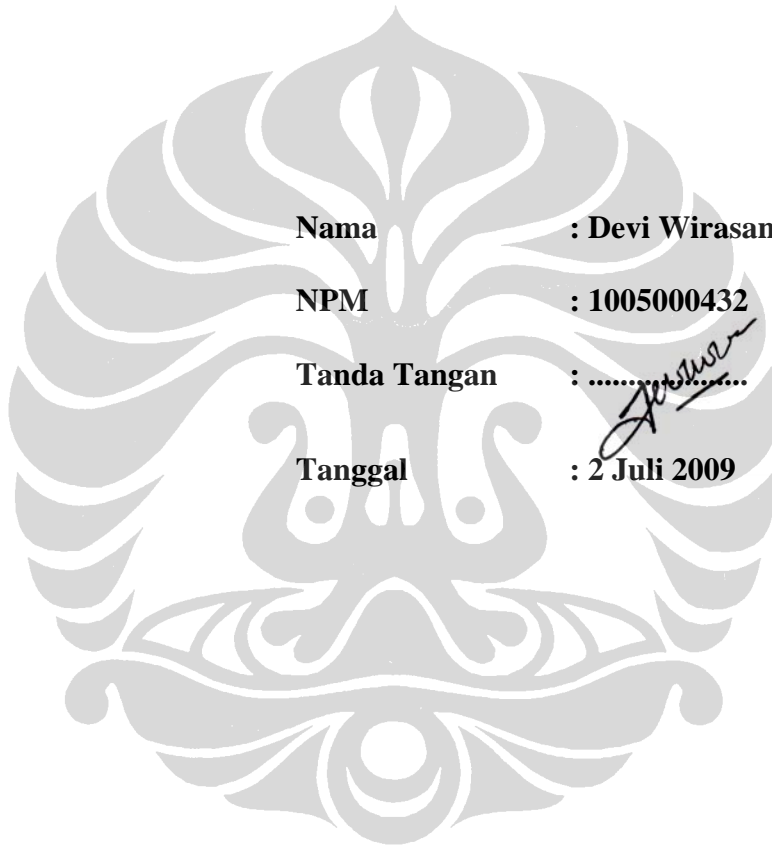 Nama : Devi Wirasan
NPM : 1005000432
Tanda Tangan : ....................
Tanggal : 2 Juli 2009